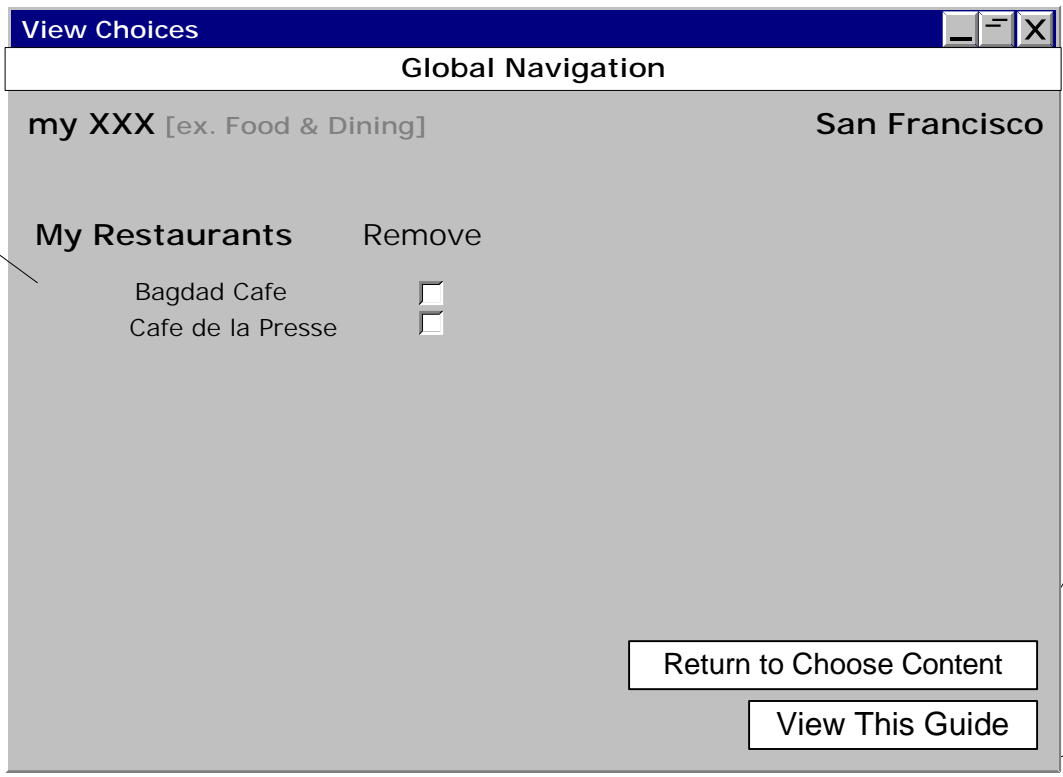 View Choices
Global Navigation
my XXX [ex. Food & Dining] San Francisco
My Restaurants Remove
Bagdad Cafe
Cafe de la Presse
Return to Choose Content
View This Guide